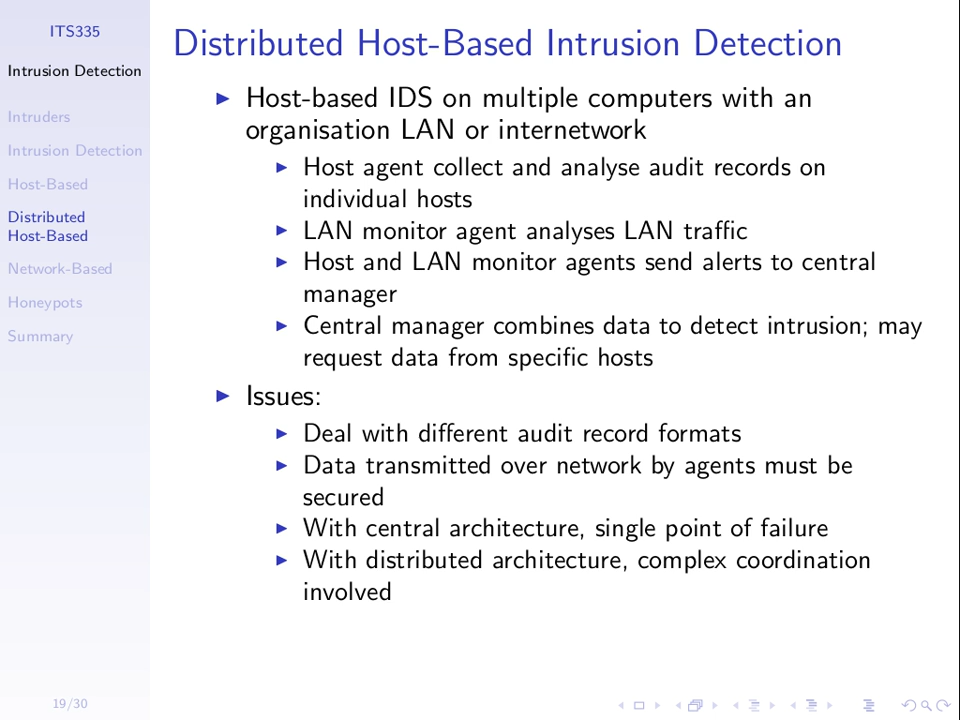 ITS335
Intrusion Detection
Intruders
Intrusion Detection
Host-Based
Distributed
Host-Based
Network-Based
Honeypots
Summary
19/30
Distributed Host-Based Intrusion Detection
Host-based IDS on multiple computers with an
organisation LAN or internetwork
Host agent collect and analyse audit records on
individual hosts
LAN monitor agent analyses LAN traffic
Host and LAN monitor agents send alerts to central
manager
Central manager combines data to detect intrusion; may
request data from specific hosts
Issues:
Deal with different audit record formats
Data transmitted over network by agents must be
secured
With central architecture, single point of failure
With distributed architecture, complex coordination
involved